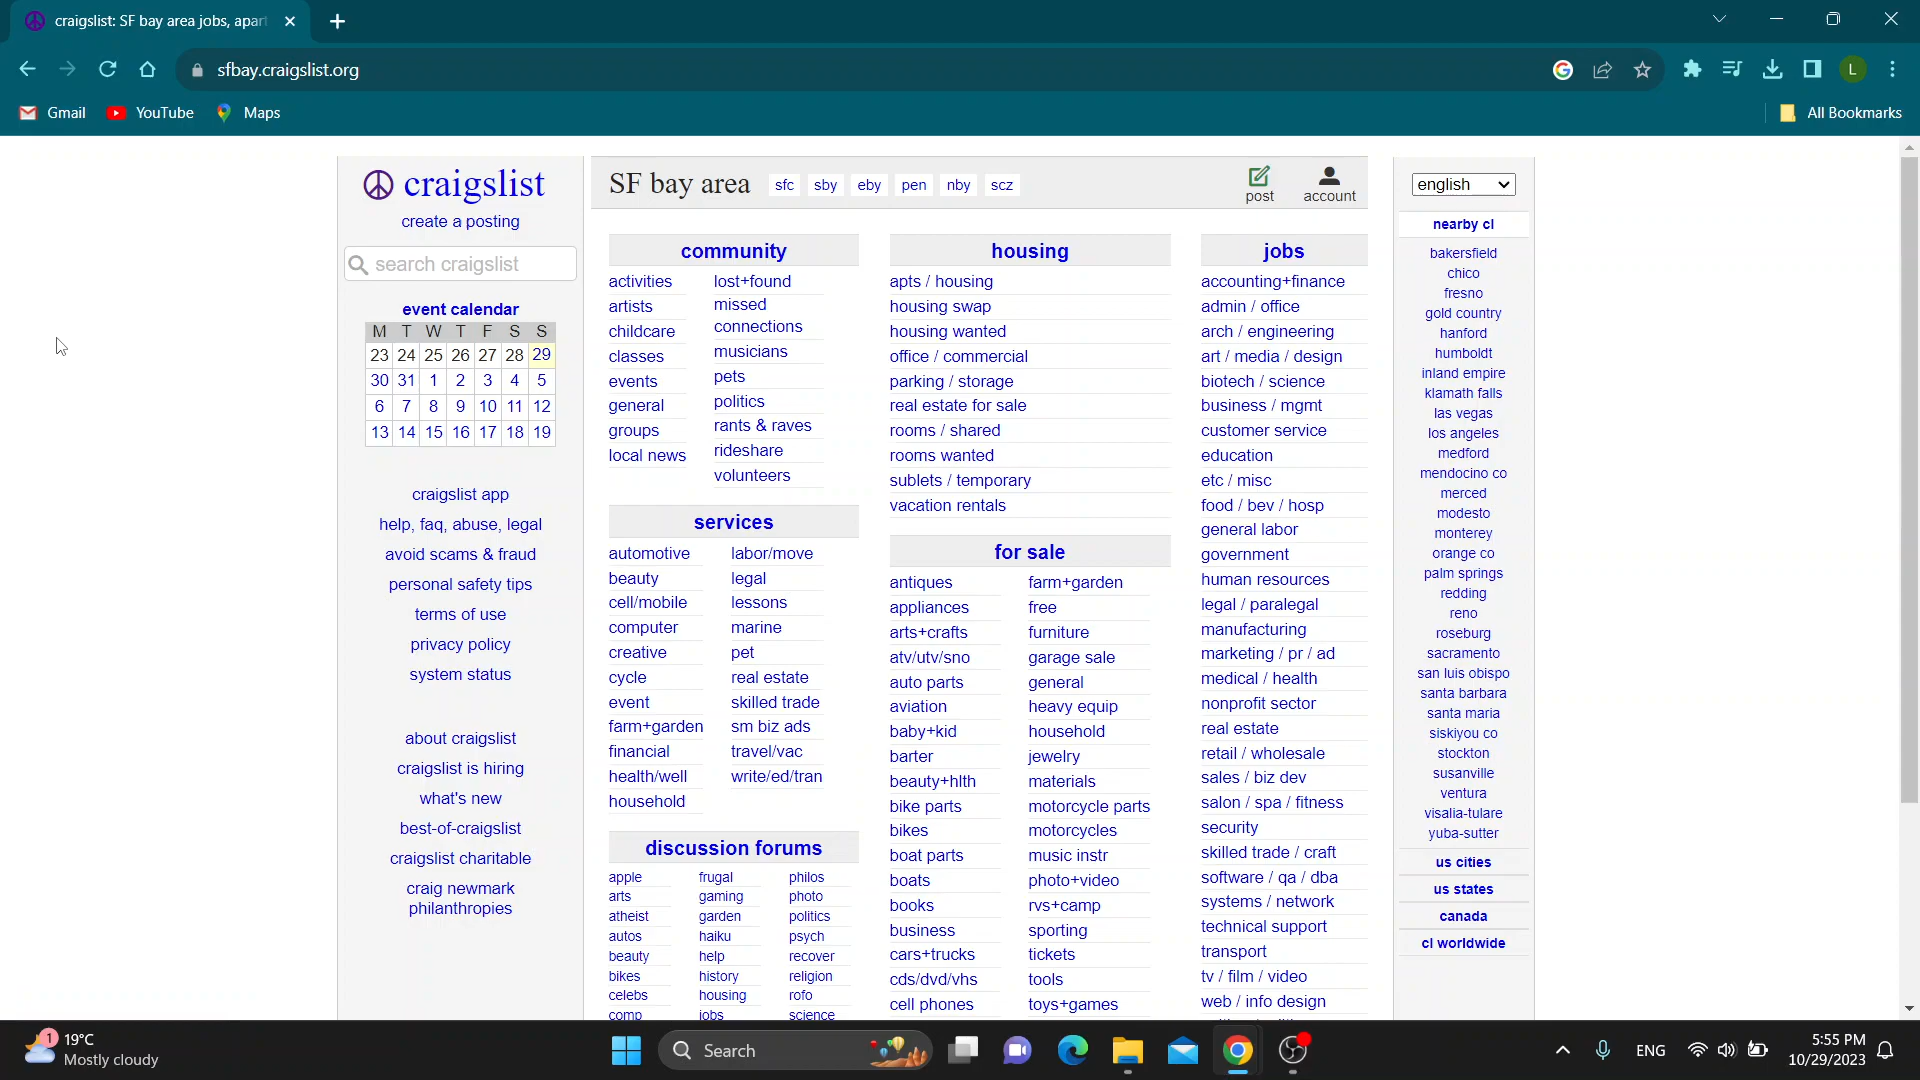 craigslist: SF bay area jobs, apar
sfbay.craigslist.org
L
Gmail
YouTube
Maps
All Bookmarks
craigslist
create a posting
search craigslist
event calendar
M T W T F S S
23 24 25 26 27 28 29
30 31 1 2 3 4 5
6 7 8 9 10 11 12
13 14 15 16 17 18 19
craigslist app
help, faq, abuse, legal
avoid scams & fraud
personal safety tips
terms of use
privacy policy
system status
about craigslist
craigslist is hiring
what's new
best-of-craigslist
craigslist charitable
craig newmark
philanthropies
SF bay area
sfc sby eby pen nby scz
post
account
community
activities
artists
childcare
classes
events
general
groups
local news
lost+found
missed
connections
musicians
pets
politics
rants & raves
rideshare
volunteers
services
automotive
beauty
cell/mobile
computer
creative
cycle
event
farm+garden
financial
health/well
household
labor/move
legal
lessons
marine
pet
real estate
skilled trade
sm biz ads
travel/vac
write/ed/tran
discussion forums
apple
arts
atheist
autos
beauty
bikes
celebs
comp
frugal
gaming
garden
haiku
help
history
housing
jobs
philos
photo
politics
psych
recover
religion
rofo
science
housing
apts / housing
housing swap
housing wanted
office / commercial
parking / storage
real estate for sale
rooms / shared
rooms wanted
sublets / temporary
vacation rentals
for sale
antiques
appliances
arts+crafts
atv/utv/sno
auto parts
aviation
baby+kid
barter
beauty+hlth
bike parts
bikes
boat parts
boats
books
business
cars+trucks
cds/dvd/vhs
cell phones
farm+garden
free
furniture
garage sale
general
heavy equip
household
jewelry
materials
motorcycle parts
motorcycles
music instr
photo+video
rvs+camp
sporting
tickets
tools
toys+games
jobs
accounting+finance
admin / office
arch / engineering
art / media / design
biotech / science
business / mgmt
customer service
education
etc / misc
food / bev / hosp
general labor
government
human resources
legal / paralegal
manufacturing
marketing / pr / ad
medical / health
nonprofit sector
real estate
retail / wholesale
sales / biz dev
salon / spa / fitness
security
skilled trade / craft
software / qa / dba
systems / network
technical support
transport
tv / film / video
web / info design
english
nearby cl
bakersfield
chico
fresno
gold country
hanford
humboldt
inland empire
klamath falls
las vegas
los angeles
medford
mendocino co
merced
modesto
monterey
orange co
palm springs
redding
reno
roseburg
sacramento
san luis obispo
santa barbara
santa maria
siskiyou co
stockton
susanville
ventura
visalia-tulare
yuba-sutter
us cities
us states
canada
cl worldwide
1
19°C
Mostly cloudy
Search
ENG
5:55 PM
10/29/2023